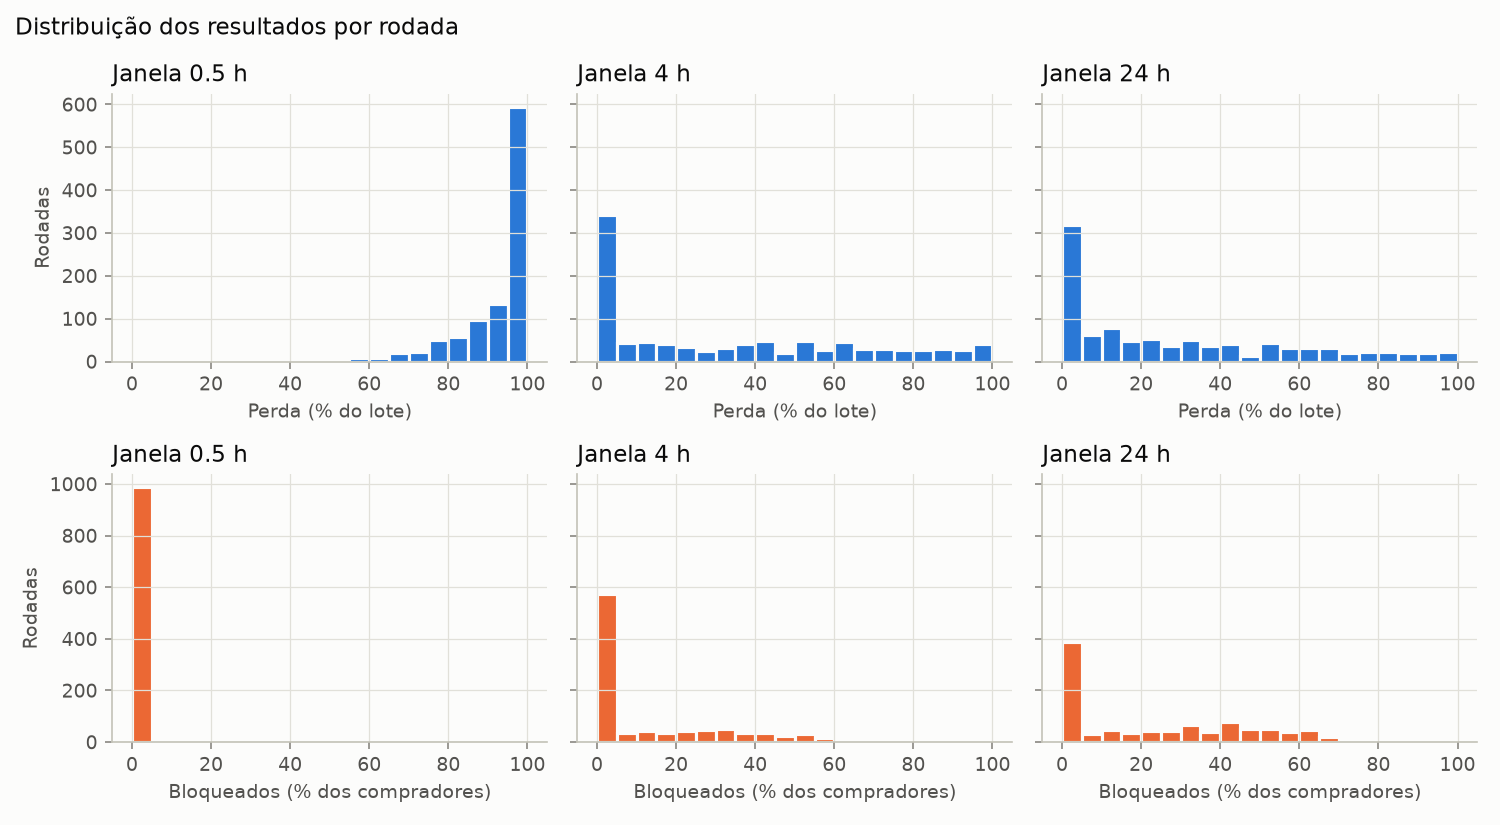 Distribuição dos resultados por rodada
Janela 0.5 h
Janela 4 h
Janela 24 h
600
500
400
300
200
100
0
Rodadas
0 20 40 60 80 100
0 20 40 60 80 100
0 20 40 60 80 100
Perda (% do lote)
Perda (% do lote)
Perda (% do lote)
Janela 0.5 h
Janela 4 h
Janela 24 h
1000
800
600
400
200
0
Rodadas
0 20 40 60 80 100
0 20 40 60 80 100
0 20 40 60 80 100
Bloqueados (% dos compradores)
Bloqueados (% dos compradores)
Bloqueados (% dos compradores)